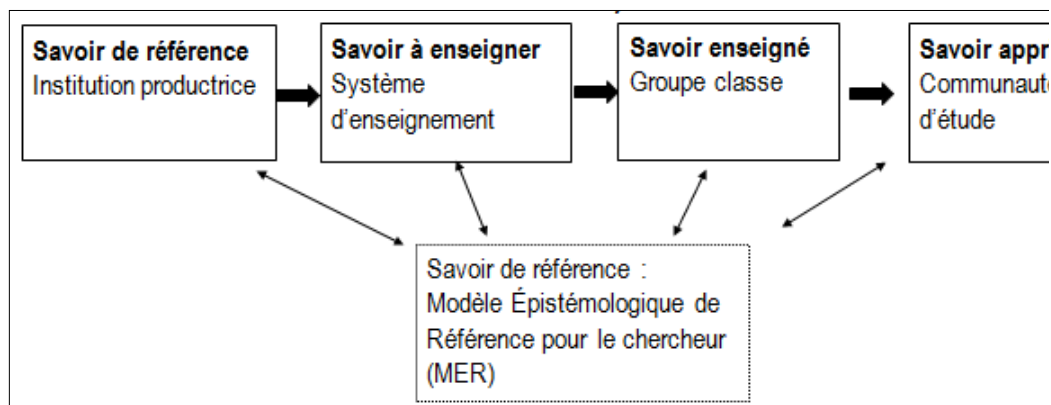 Savoir de référence
Institution productrice
Savoir à enseigner
Système
d'enseignement
Savoir enseigné
Groupe classe
Savoir appr
Communauté
d'étude
Savoir de référence :
Modèle Épistémologique de
Référence pour le chercheur
(MER)